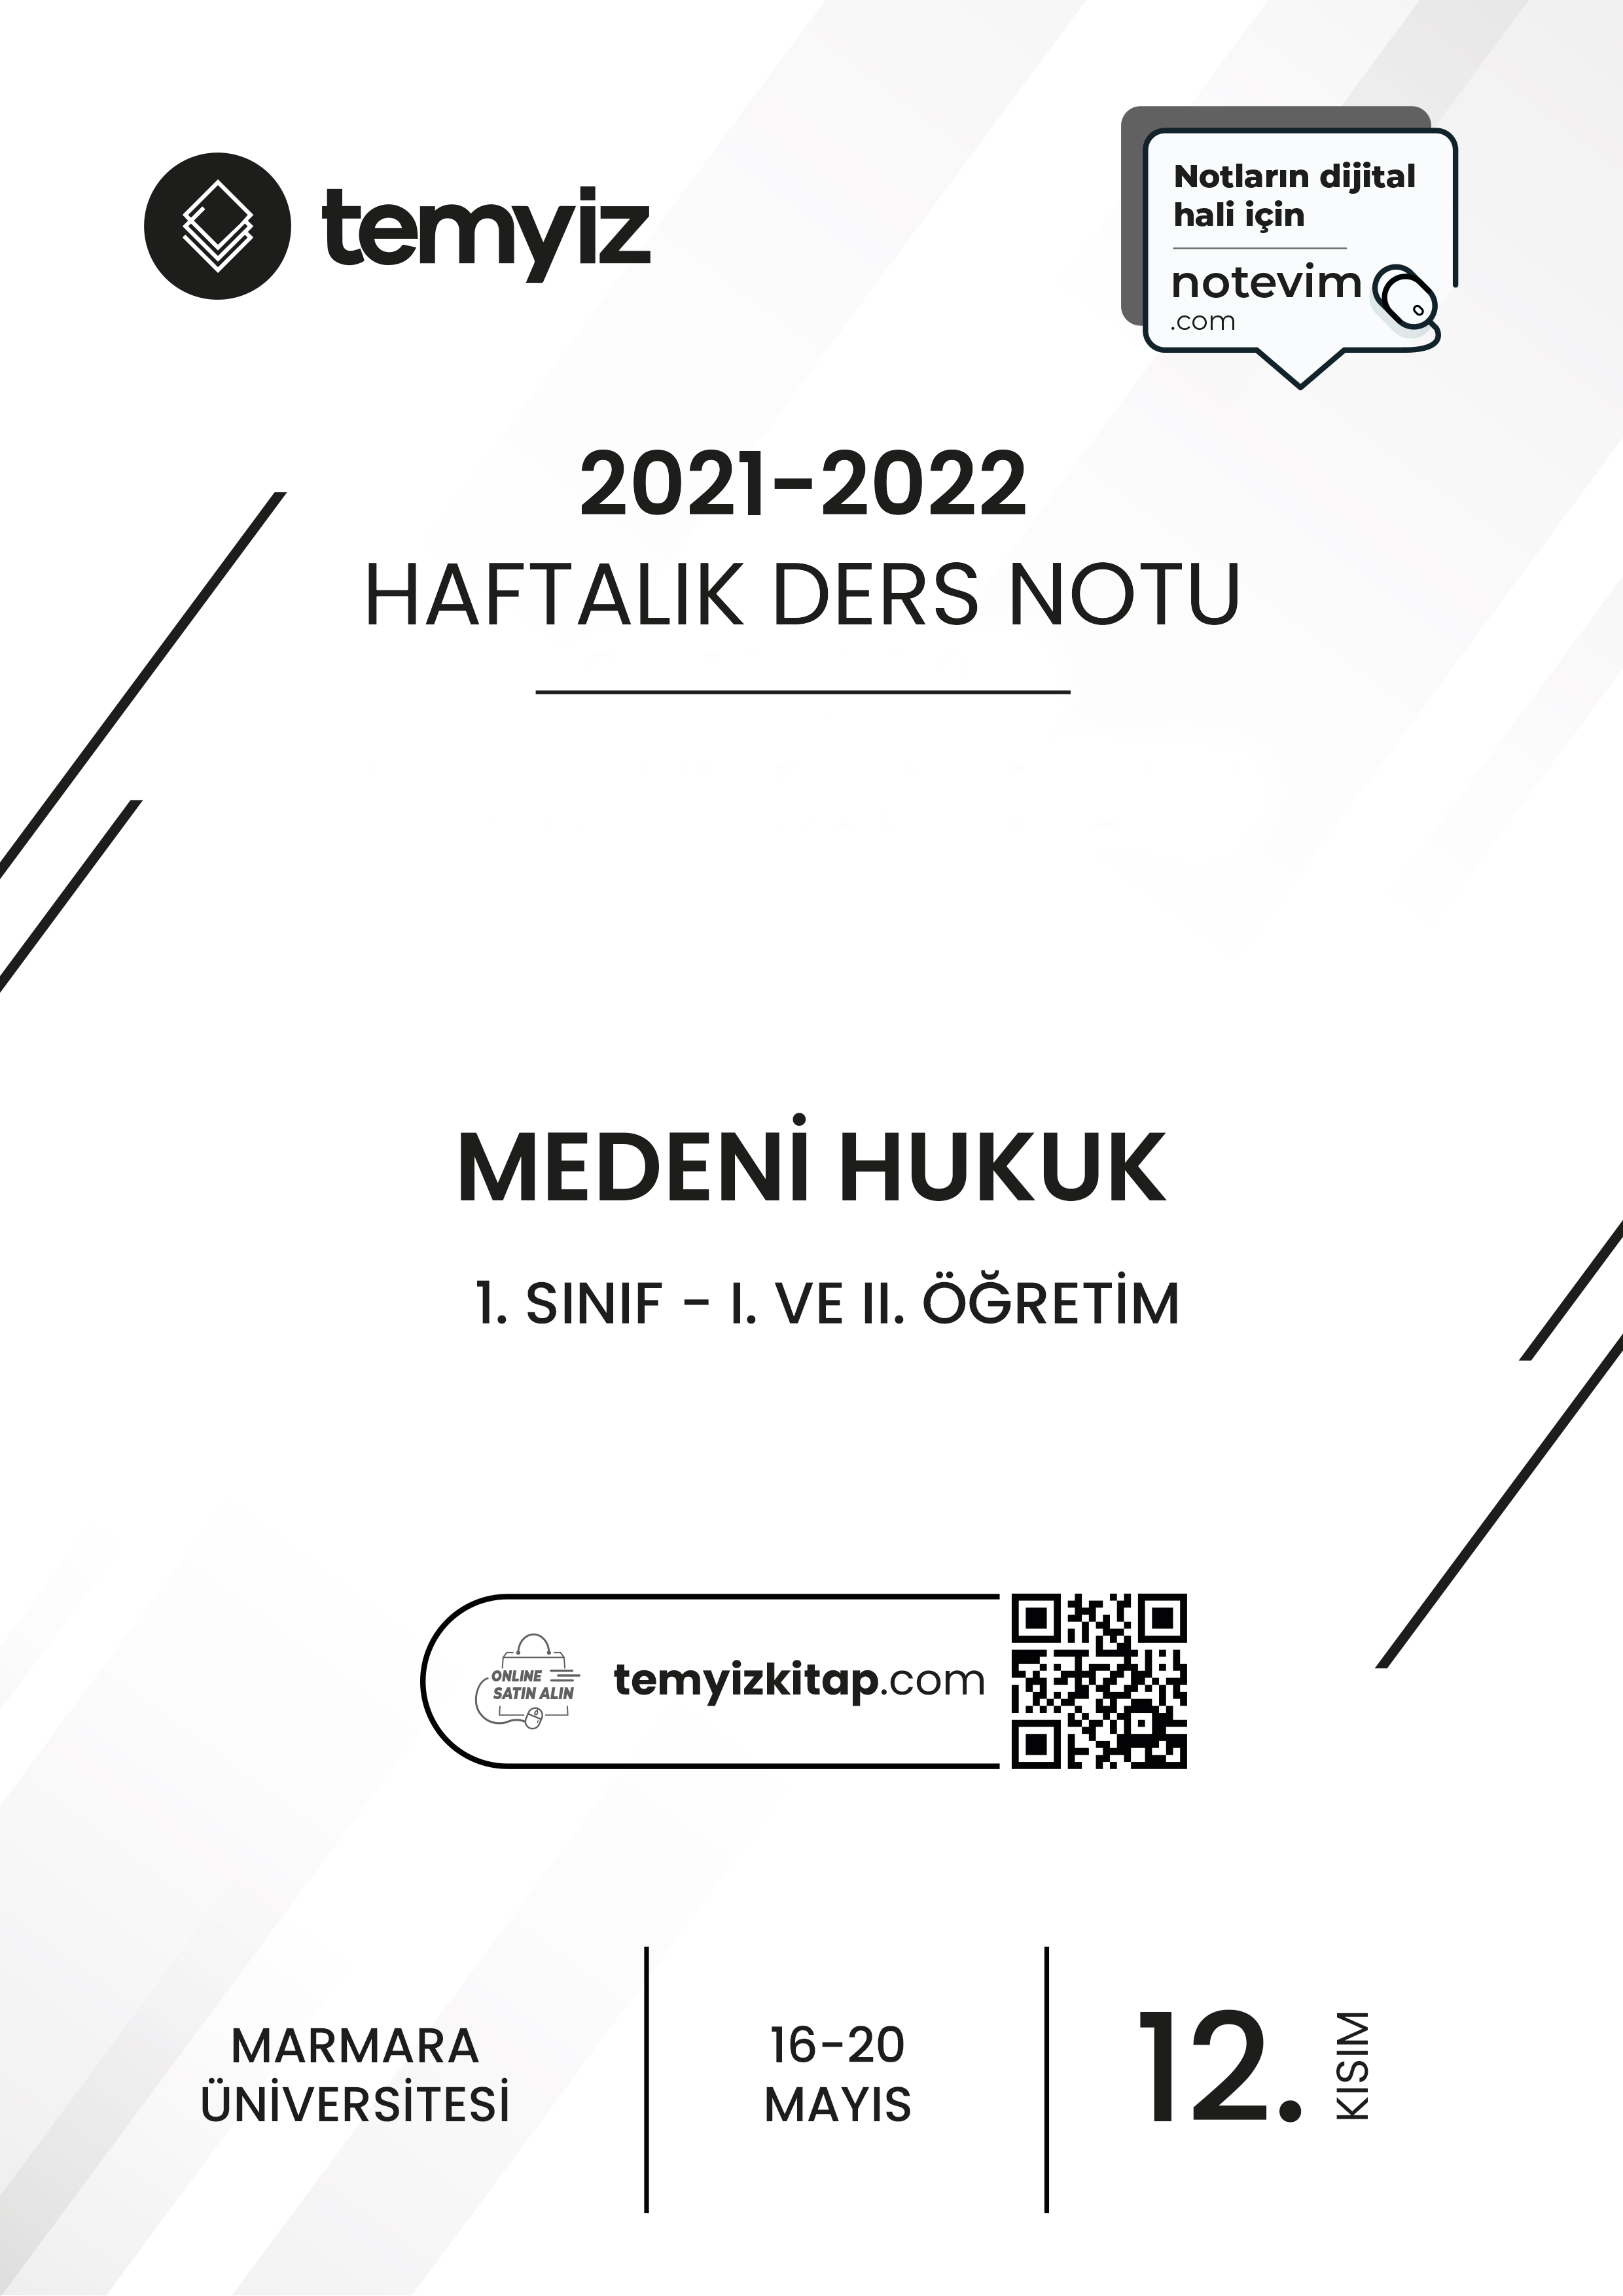 temyiz
Notların dijital
hali için
notevim
.com
2021-2022
HAFTALIK DERS NOTU
MEDENİ HUKUK
1. SINIF - I. VE II. ÖĞRETİM
ONLINE
SATIN ALIN
temyizkitap.com
MARMARA
ÜNİVERSİTESİ
16-20
MAYIS
12.
KISIM